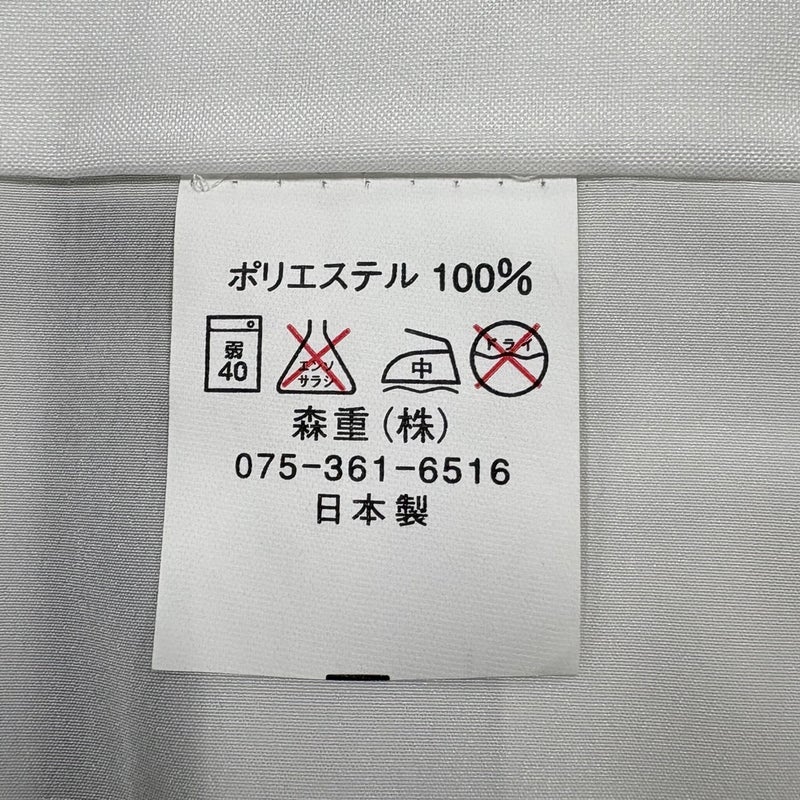 ポリエステル 100%
弱 40
エンソ サラシ
中
ドライ
森重(株)
075-361-6516
日本製